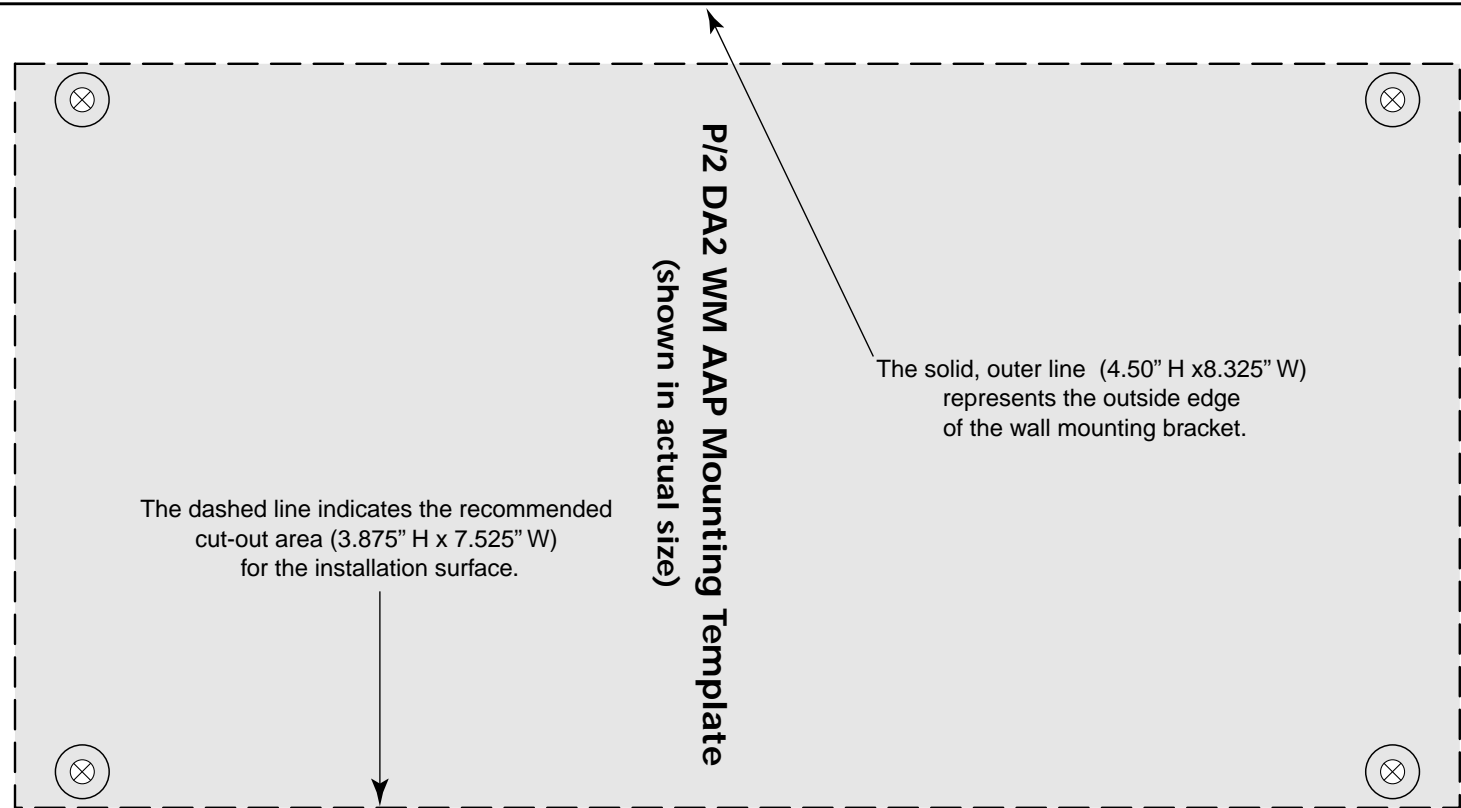 P/2 DA2 WM AAP Mounting Template
(shown in actual size)
The solid, outer line  (4.50” H x8.325” W)
represents the outside edge
of the wall mounting bracket.
The dashed line indicates the recommended
cut-out area (3.875” H x 7.525” W)
for the installation surface.